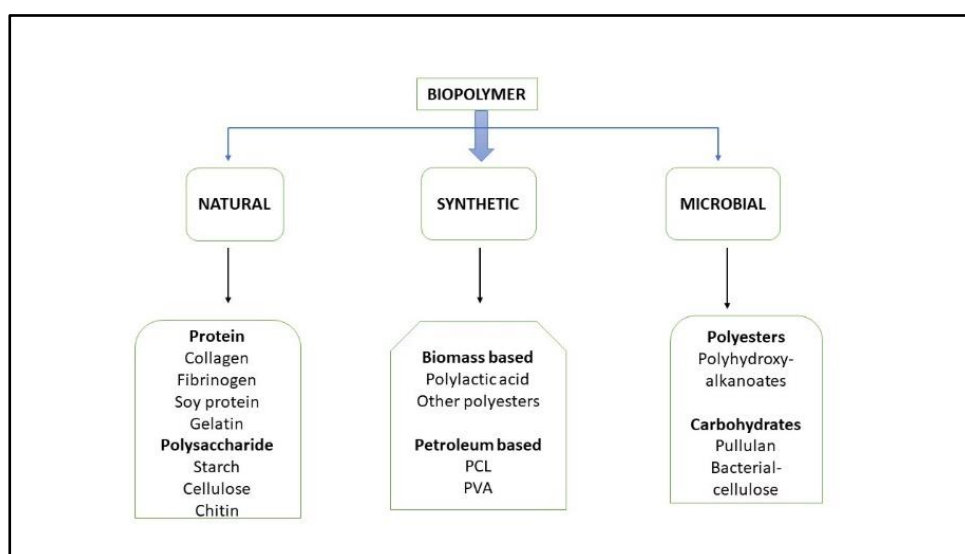 BIOPOLYMER
NATURAL
SYNTHETIC
MICROBIAL
Protein
Collagen
Fibrinogen
Soy protein
Gelatin
Polysaccharide
Starch
Cellulose
Chitin
Biomass based
Polylactic acid
Other polyesters
Petroleum based
PCL
PVA
Polyesters
Polyhydroxy-
alkanoates
Carbohydrates
Pullulan
Bacterial-
cellulose